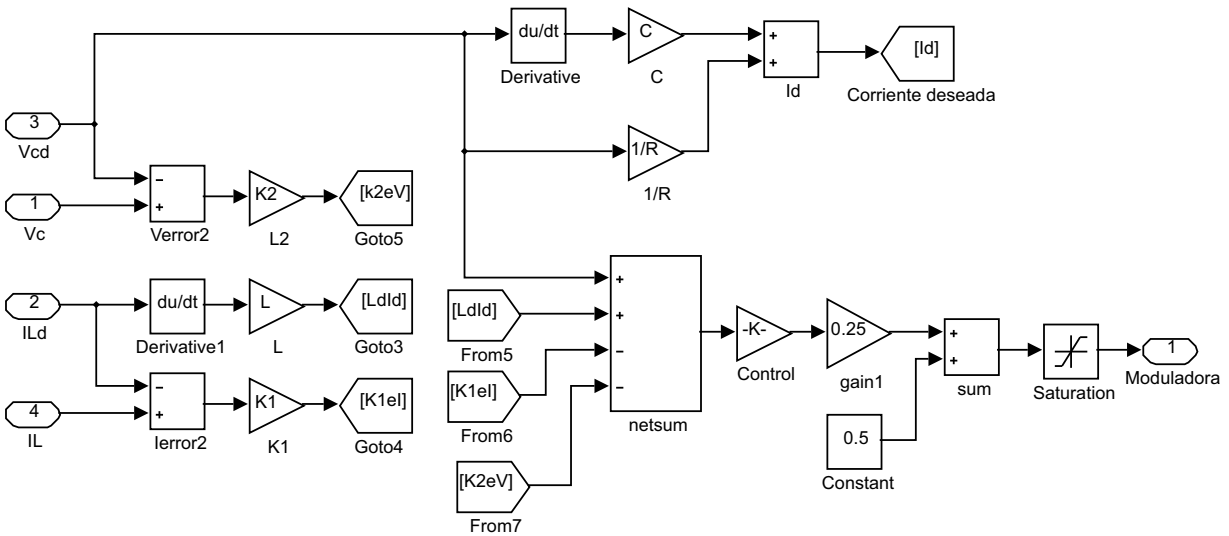 du/dt
Derivative
C
C
+
+
Id
[Id]
Corriente deseada
3
Vcd
1/R
1/R
1
Vc
−
+
Verror2
K2
L2
[k2eV]
Goto5
2
ILd
du/dt
Derivative1
L
L
[LdId]
Goto3
4
IL
−
+
Ierror2
K1
K1
[K1eI]
Goto4
[LdId]
From5
[K1eI]
From6
[K2eV]
From7
+
+
−
−
netsum
-K-
Control
0.25
gain1
0.5
Constant
+
+
sum
Saturation
1
Moduladora